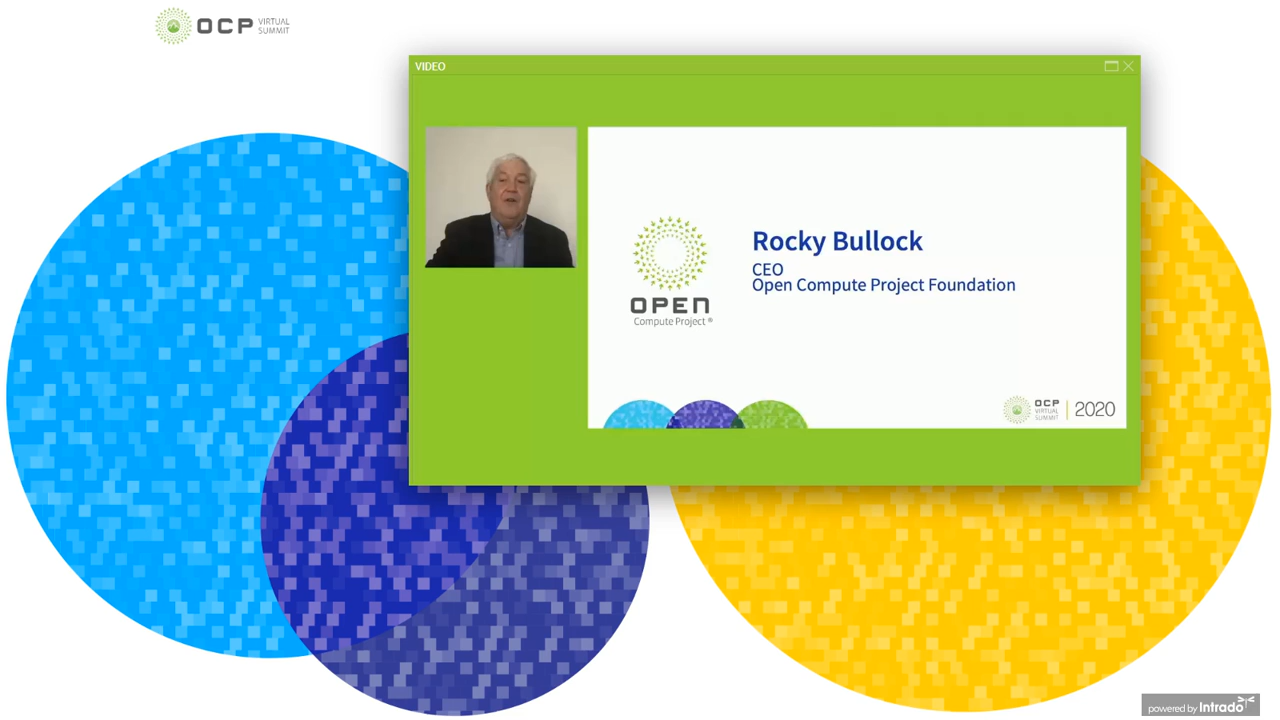 OCP VIRTUAL
SUMMIT
VIDEO
Rocky Bullock
CEO
Open Compute Project Foundation
OPEN
Compute Project ®
OCP
VIRTUAL
SUMMIT
2020
powered by Intrado